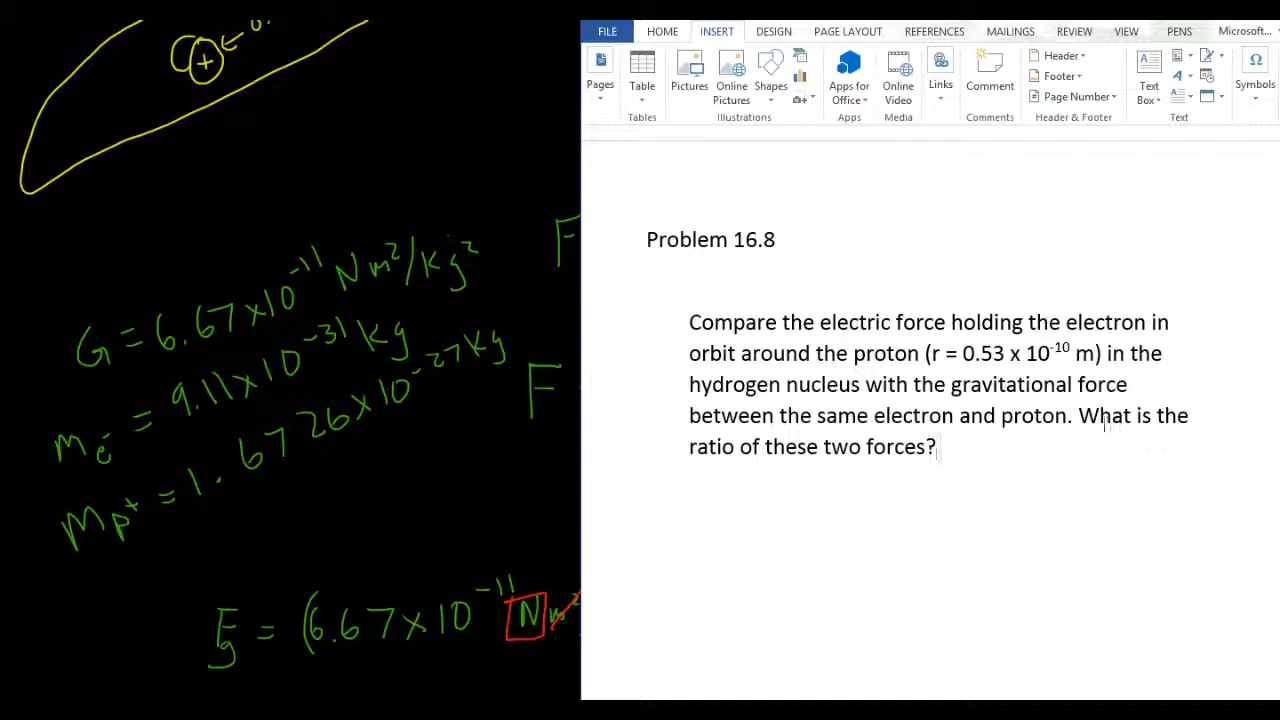 +
G = 6.67 x 10^-11 N m²/Kg²
m e⁻ = 9.11 x 10^-31 Kg
m p⁺ = 1.6726 x 10^-27 Kg
F
F
Fg = (6.67 x 10^-11 N m²
FILE HOME INSERT DESIGN PAGE LAYOUT REFERENCES MAILINGS REVIEW VIEW PENS Microsoft...
Pages
Table
Pictures
Online Pictures
Shapes
Apps for Office
Online Video
Links
Comment
Header
Footer
Page Number
Text Box
Symbols
Tables Illustrations Apps Media Comments Header & Footer Text
Problem 16.8
Compare the electric force holding the electron in
orbit around the proton (r = 0.53 x 10^-10 m) in the
hydrogen nucleus with the gravitational force
between the same electron and proton. What is the
ratio of these two forces?